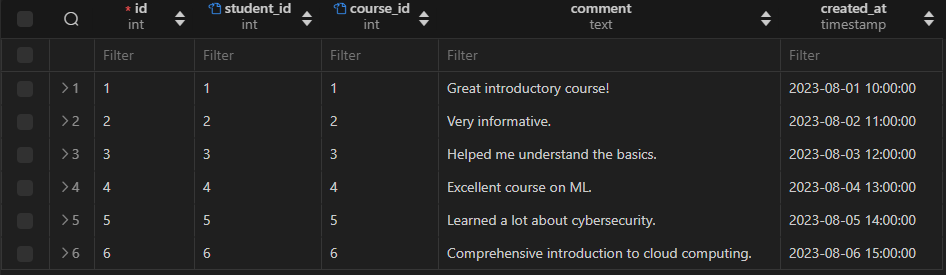 * id student_id course_id comment created_at
int int int text timestamp
Filter Filter Filter Filter Filter
1 1 1 1 Great introductory course! 2023-08-01 10:00:00
2 2 2 2 Very informative. 2023-08-02 11:00:00
3 3 3 3 Helped me understand the basics. 2023-08-03 12:00:00
4 4 4 4 Excellent course on ML. 2023-08-04 13:00:00
5 5 5 5 Learned a lot about cybersecurity. 2023-08-05 14:00:00
6 6 6 6 Comprehensive introduction to cloud computing. 2023-08-06 15:00:00